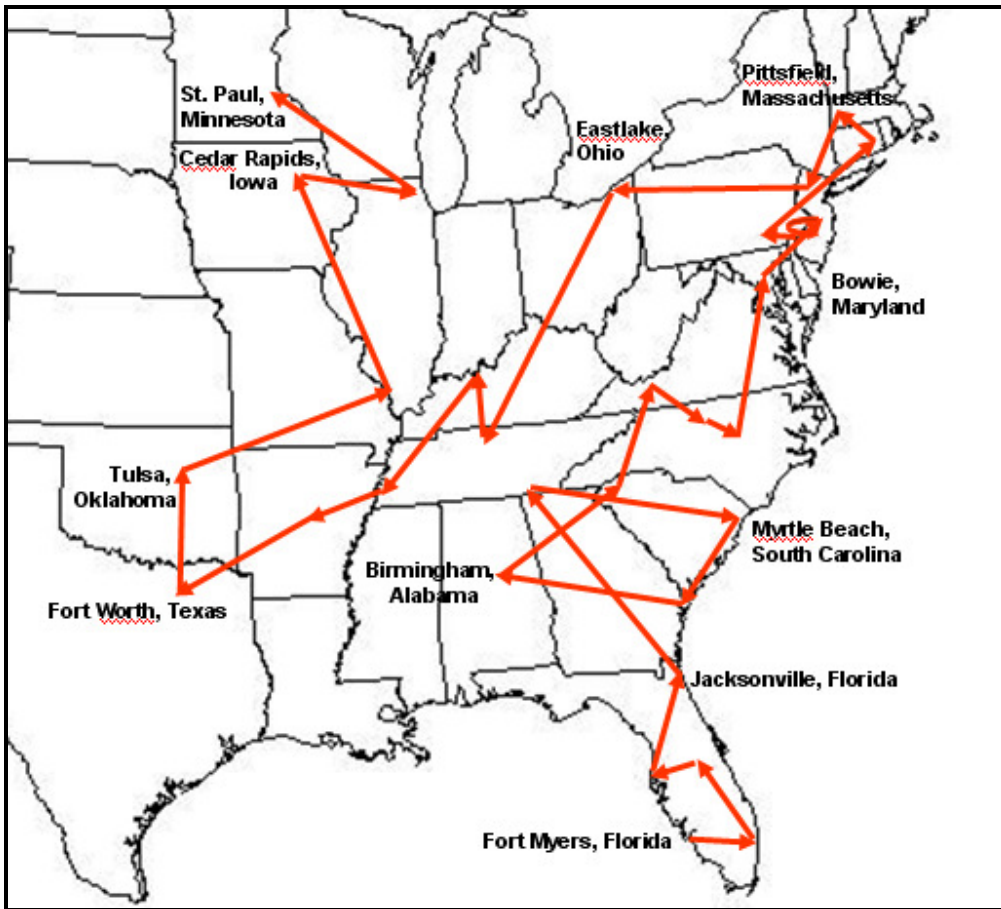 St. Paul,
Minnesota
Pittsfield,
Massachusetts
Eastlake,
Ohio
Cedar Rapids,
Iowa
Bowie,
Maryland
Tulsa,
Oklahoma
Myrtle Beach,
South Carolina
Birmingham,
Alabama
Fort Worth, Texas
Jacksonville, Florida
Fort Myers, Florida